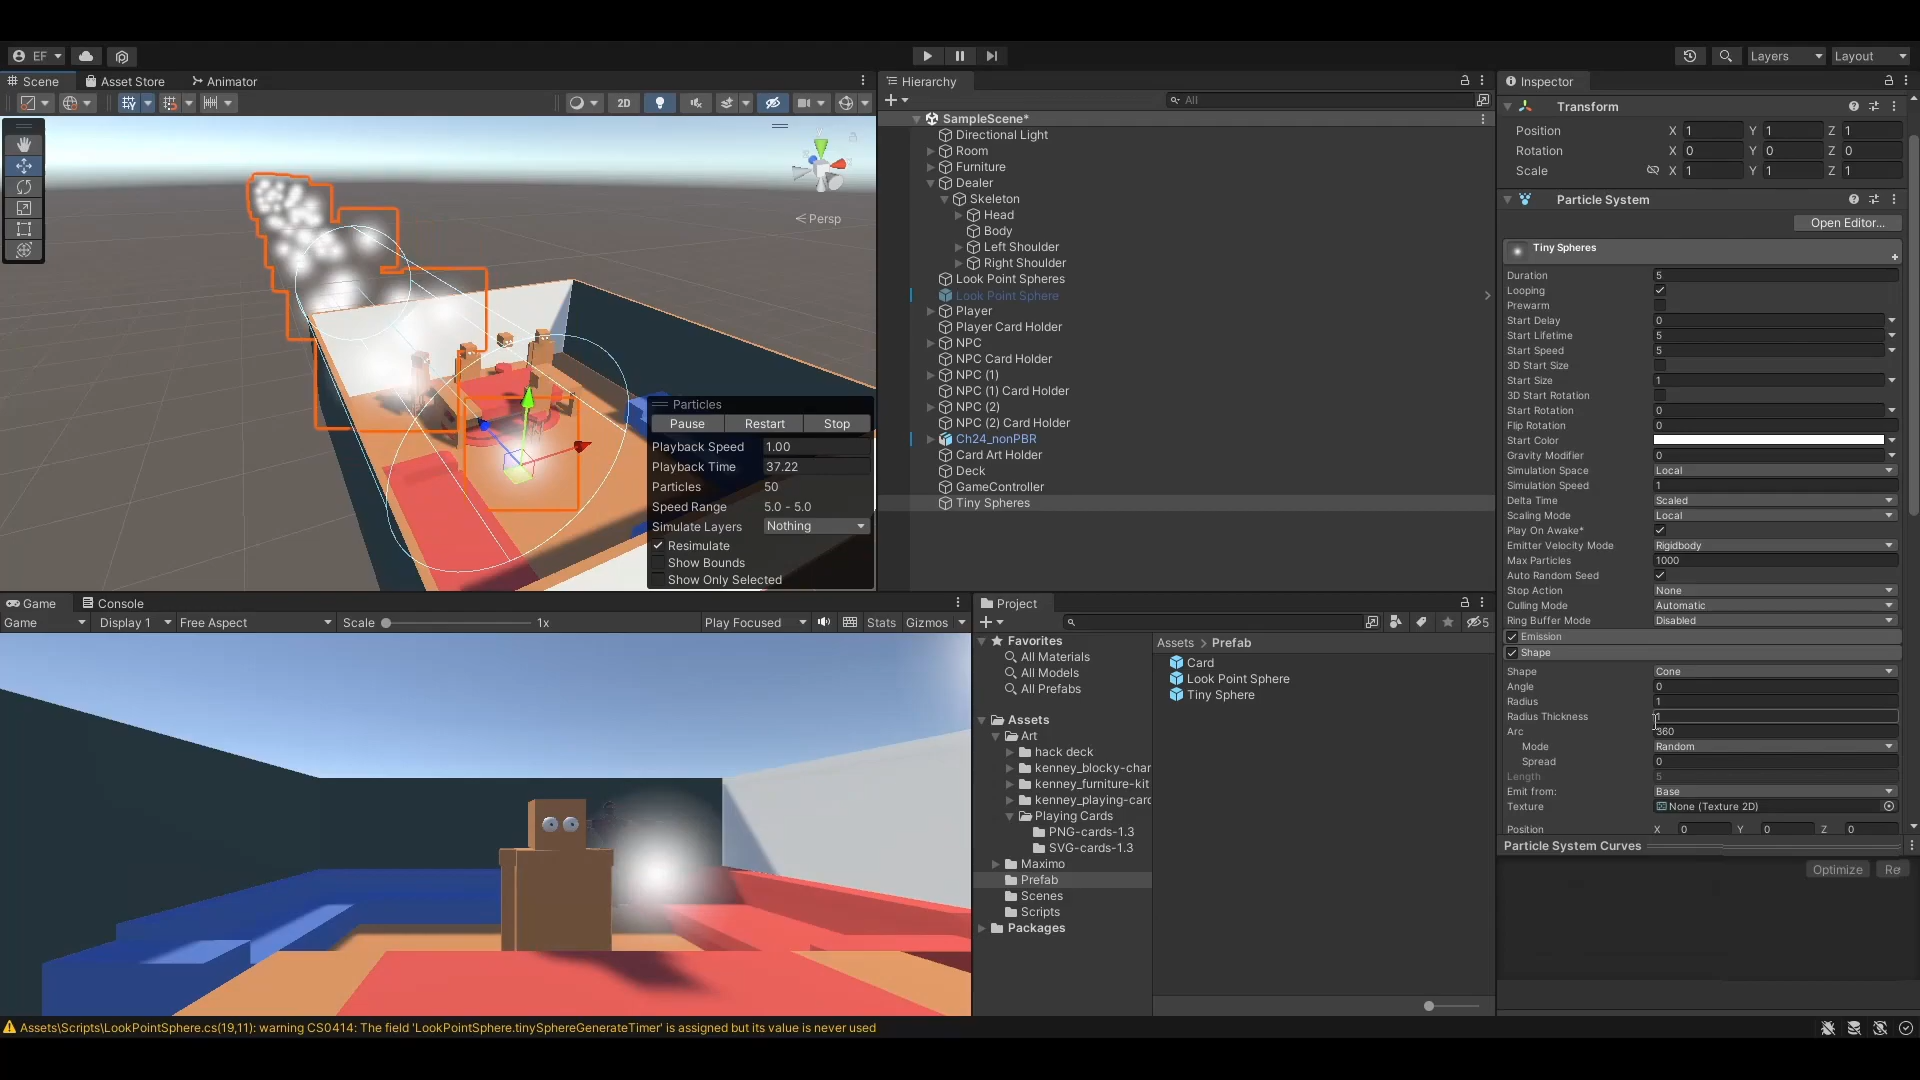 EF
Layers
Layout
Scene
Asset Store
Animator
2D
y
Persp
Particles
Pause
Restart
Stop
Playback Speed 1.00
Playback Time 37.22
Particles 50
Speed Range 5.0 - 5.0
Simulate Layers Nothing
Resimulate
Show Bounds
Show Only Selected
Hierarchy
All
SampleScene*
Directional Light
Room
Furniture
Dealer
Skeleton
Head
Body
Left Shoulder
Right Shoulder
Look Point Spheres
Look Point Sphere
Player
Player Card Holder
NPC
NPC Card Holder
NPC (1)
NPC (1) Card Holder
NPC (2)
NPC (2) Card Holder
Ch24_nonPBR
Card Art Holder
Deck
GameController
Tiny Spheres
Inspector
Transform
Position X 1 Y 1 Z 1
Rotation X 0 Y 0 Z 0
Scale X 1 Y 1 Z 1
Particle System
Open Editor...
Tiny Spheres
Duration 5
Looping
Prewarm
Start Delay 0
Start Lifetime 5
Start Speed 5
3D Start Size
Start Size 1
3D Start Rotation
Start Rotation 0
Flip Rotation 0
Start Color
Gravity Modifier 0
Simulation Space Local
Simulation Speed 1
Delta Time Scaled
Scaling Mode Local
Play On Awake*
Emitter Velocity Mode Rigidbody
Max Particles 1000
Auto Random Seed
Stop Action None
Culling Mode Automatic
Ring Buffer Mode Disabled
Emission
Shape
Shape Cone
Angle 0
Radius 1
Radius Thickness 1
Arc 360
Mode Random
Spread 0
Length 5
Emit from: Base
Texture None (Texture 2D)
Position X 0 Y 0 Z 0
Particle System Curves
Optimize
Re
Game
Console
Game
Display 1
Free Aspect
Scale 1x
Play Focused
Stats
Gizmos
Project
5
Favorites
All Materials
All Models
All Prefabs
Assets
Art
hack deck
kenney_blocky-char
kenney_furniture-kit
kenney_playing-card
Playing Cards
PNG-cards-1.3
SVG-cards-1.3
Maximo
Prefab
Scenes
Scripts
Packages
Assets > Prefab
Card
Look Point Sphere
Tiny Sphere
Assets\Scripts\LookPointSphere.cs(19,11): warning CS0414: The field 'LookPointSphere.tinySphereGenerateTimer' is assigned but its value is never used